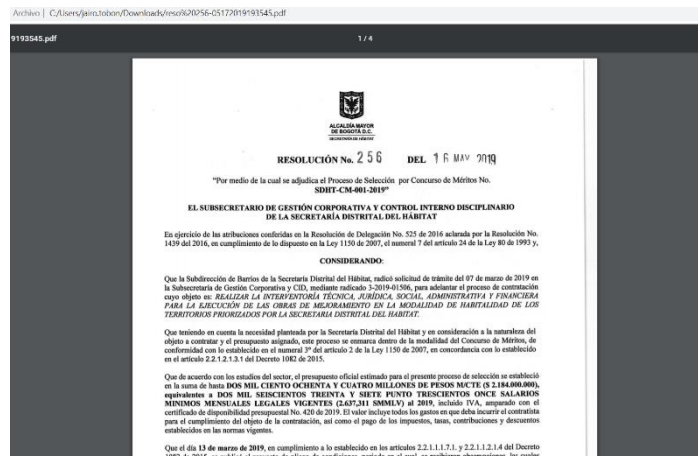 Archivo | C:/Users/jairo.tobon/Downloads/reso%20256-05172019193545.pdf
9193545.pdf 1 / 4
ALCALDÍA MAYOR
DE BOGOTÁ D.C.
RESOLUCIÓN No. 256 DEL 16 MAY 2019
"Por medio de la cual se adjudica el Proceso de Selección por Concurso de Méritos No.
SDHT-CM-001-2019"
EL SUBSECRETARIO DE GESTIÓN CORPORATIVA Y CONTROL INTERNO DISCIPLINARIO
DE LA SECRETARÍA DISTRITAL DEL HÁBITAT
En ejercicio de las atribuciones conferidas en la Resolución de Delegación No. 525 de 2016 aclarada por la Resolución No.
1439 del 2016, en cumplimiento de lo dispuesto en la Ley 1150 de 2007, el numeral 7 del artículo 24 de la Ley 80 de 1993 y,
CONSIDERANDO:
Que la Subdirección de Barrios de la Secretaría Distrital del Hábitat, radicó solicitud de trámite del 07 de marzo de 2019 en
la Subsecretaría de Gestión Corporativa y CID, mediante radicado 3-2019-01506, para adelantar el proceso de contratación
cuyo objeto es: REALIZAR LA INTERVENTORÍA TÉCNICA, JURÍDICA, SOCIAL, ADMINISTRATIVA Y FINANCIERA
PARA LA EJECUCIÓN DE LAS OBRAS DE MEJORAMIENTO EN LA MODALIDAD DE HABITALIDAD DE LOS
TERRITORIOS PRIORIZADOS POR LA SECRETARIA DISTRITAL DEL HABITAT.
Que teniendo en cuenta la necesidad planteada por la Secretaría Distrital del Hábitat y en consideración a la naturaleza del
objeto a contratar y el presupuesto asignado, este proceso se enmarca dentro de la modalidad del Concurso de Méritos, de
conformidad con lo establecido en el numeral 3° del artículo 2 de la Ley 1150 de 2007, en concordancia con lo establecido
en el artículo 2.2.1.2.1.3.1 del Decreto 1082 de 2015.
Que de acuerdo con los estudios del sector, el presupuesto oficial estimado para el presente proceso de selección se estableció
en la suma de hasta DOS MIL CIENTO OCHENTA Y CUATRO MILLONES DE PESOS M/CTE ($ 2.184.000.000),
equivalentes a DOS MIL SEISCIENTOS TREINTA Y SIETE PUNTO TRESCIENTOS ONCE SALARIOS
MINIMOS MENSUALES LEGALES VIGENTES (2.637,311 SMMLV) al 2019, incluido IVA, amparado con el
certificado de disponibilidad presupuestal No. 420 de 2019. El valor incluye todos los gastos en que deba incurrir el contratista
para el cumplimiento del objeto de la contratación, así como el pago de los impuestos, tasas, contribuciones y descuentos
establecidos en las normas vigentes.
Que el día 13 de marzo de 2019, en cumplimiento a lo establecido en los artículos 2.2.1.1.1.7.1. y 2.2.1.1.2.1.4 del Decreto